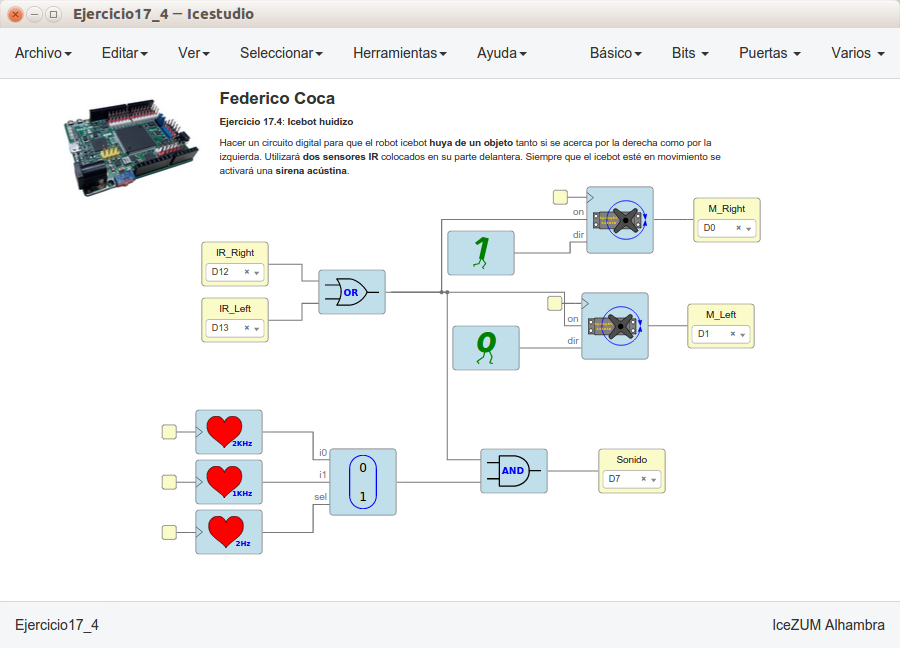 Ejercicio17_4 — Icestudio
Archivo Editar Ver Seleccionar Herramientas Ayuda Básico Bits Puertas Varios
Federico Coca
Ejercicio 17.4: Icebot huidizo
Hacer un circuito digital para que el robot icebot huya de un objeto tanto si se acerca por la derecha como por la
izquierda. Utilizará dos sensores IR colocados en su parte delantera. Siempre que el icebot esté en movimiento se
activará una sirena acústina.
on
dir
M_Right
D0
1
IR_Right
D12
OR
IR_Left
D13
on
dir
M_Left
D1
0
2KHz
1KHz
2Hz
i0
i1
sel
0
1
AND
Sonido
D7
Ejercicio17_4 IceZUM Alhambra